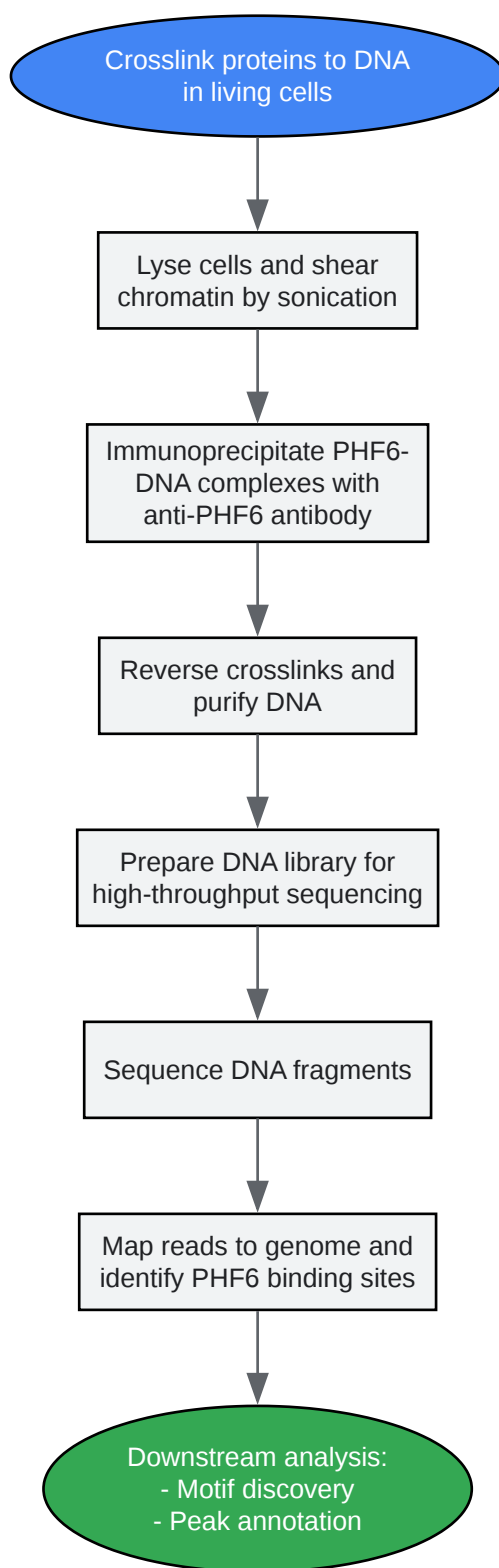 Crosslink proteins to DNA
in living cells
Lyse cells and shear
chromatin by sonication
Immunoprecipitate PHF6-
DNA complexes with
anti-PHF6 antibody
Reverse crosslinks and
purify DNA
Prepare DNA library for
high-throughput sequencing
Sequence DNA fragments
Map reads to genome and
identify PHF6 binding sites
Downstream analysis:
- Motif discovery
- Peak annotation